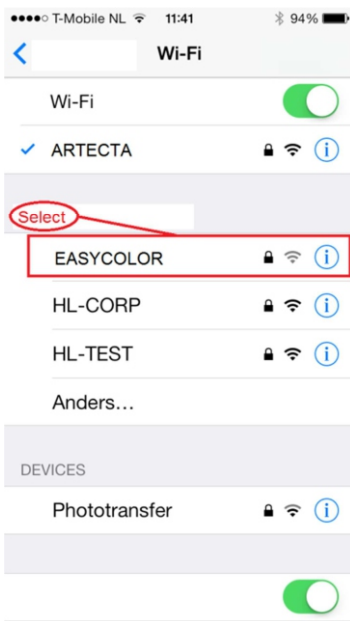 T-Mobile NL 11:41 94%
Wi-Fi
Wi-Fi
ARTECTA
Select
EASYCOLOR
HL-CORP
HL-TEST
Anders...
DEVICES
Phototransfer